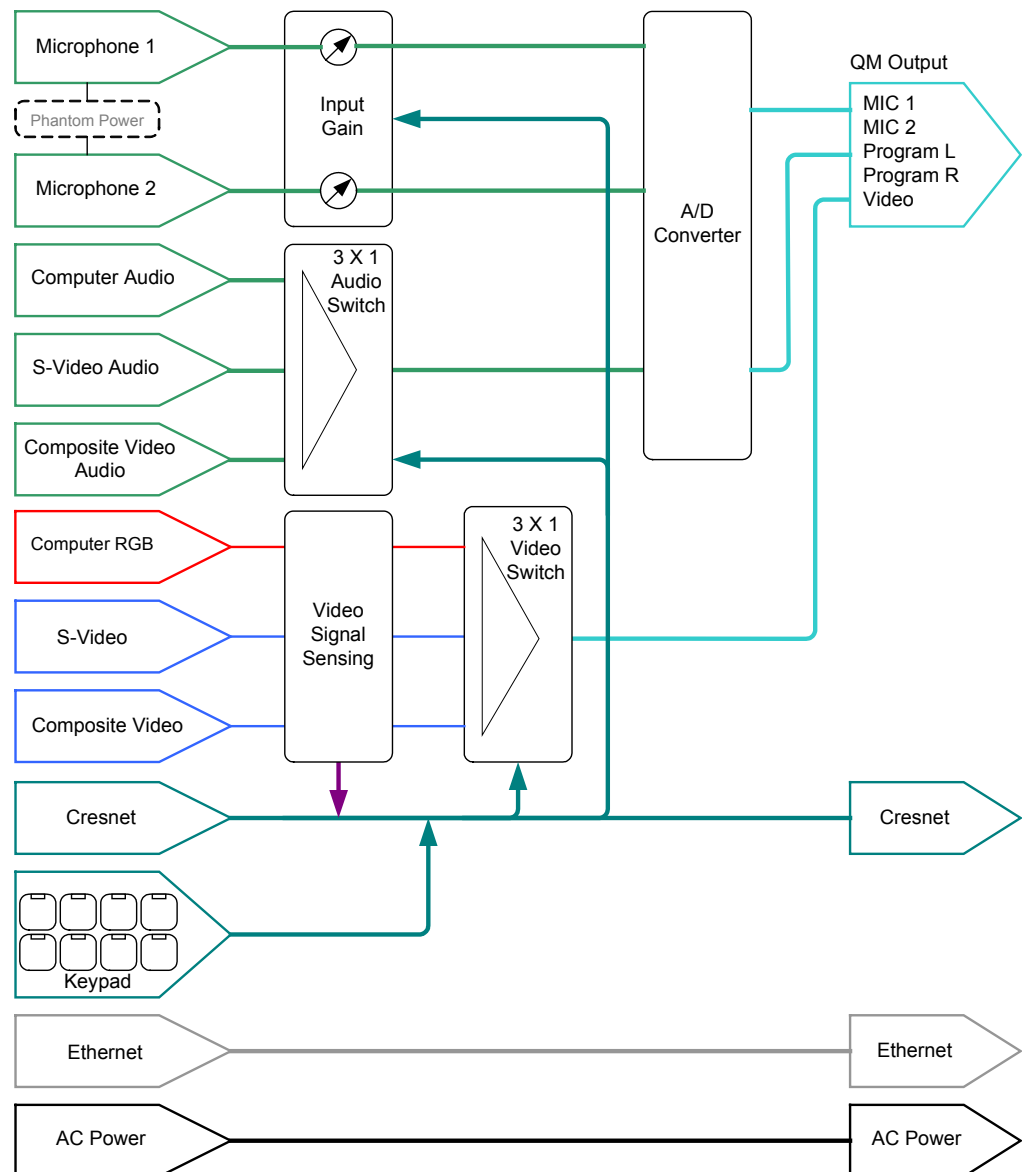 Microphone 1
Phantom Power
Microphone 2
Input
Gain
A/D
Converter
QM Output
MIC 1
MIC 2
Program L
Program R
Video
Computer Audio
S-Video Audio
Composite Video
Audio
3 X 1
Audio
Switch
Computer RGB
S-Video
Composite Video
Video
Signal
Sensing
3 X 1
Video
Switch
Cresnet
Cresnet
Keypad
Ethernet
Ethernet
AC Power
AC Power